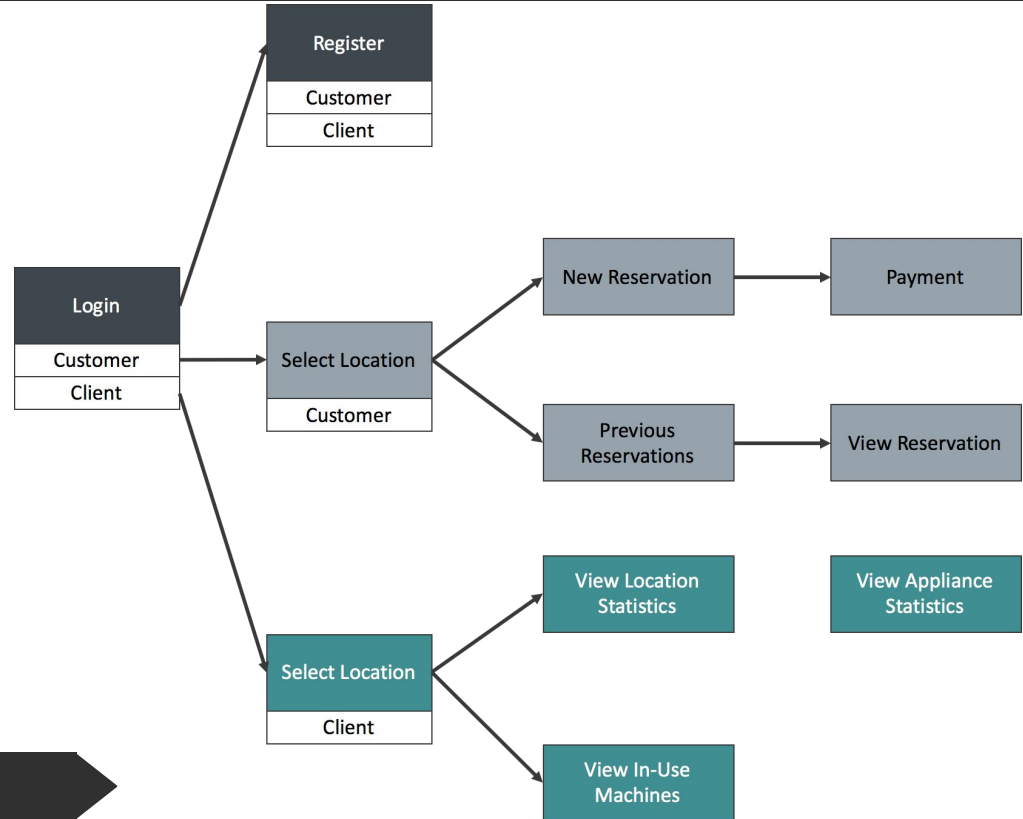 Register
Customer
Client
Login
Customer
Client
Select Location
Customer
New Reservation
Payment
Previous
Reservations
View Reservation
View Location
Statistics
View Appliance
Statistics
Select Location
Client
View In-Use
Machines